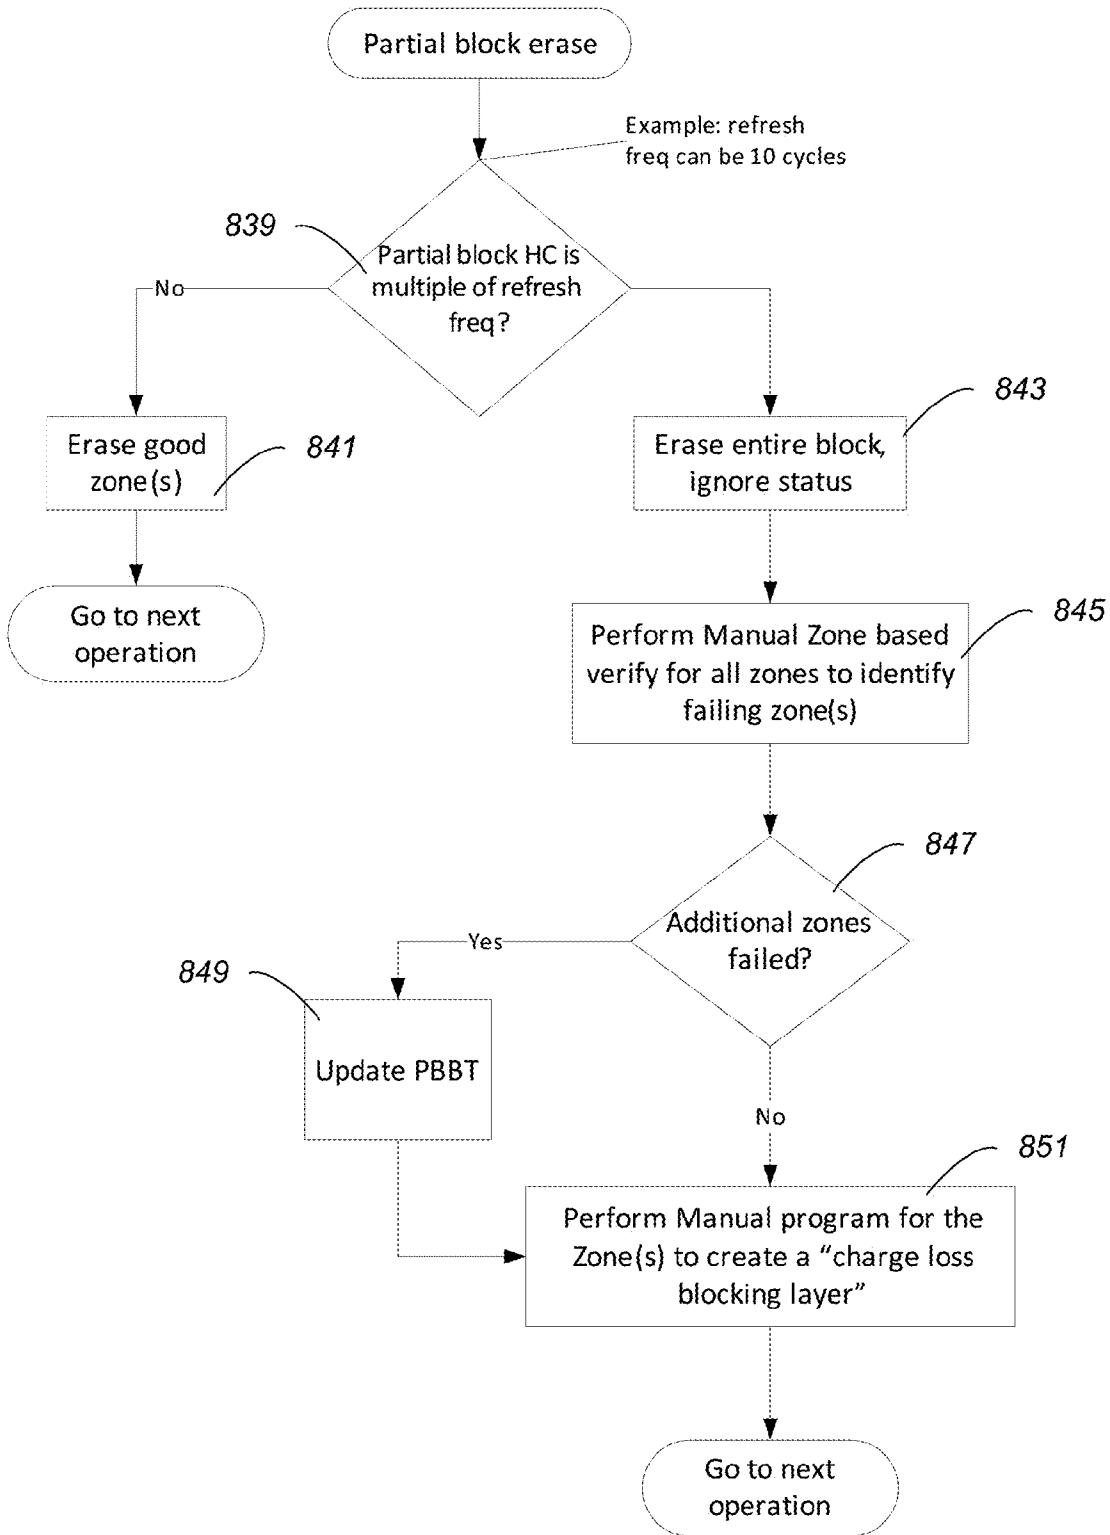 Partial block erase
Example: refresh
freq can be 10 cycles
839
Partial block HC is
multiple of refresh
freq?
No
843
Erase good
zone(s)
841
Erase entire block,
ignore status
Go to next
operation
845
Perform Manual Zone based
verify for all zones to identify
failing zone(s)
847
Additional zones
failed?
Yes
849
Update PBBT
No
851
Perform Manual program for the
Zone(s) to create a “charge loss
blocking layer”
Go to next
operation